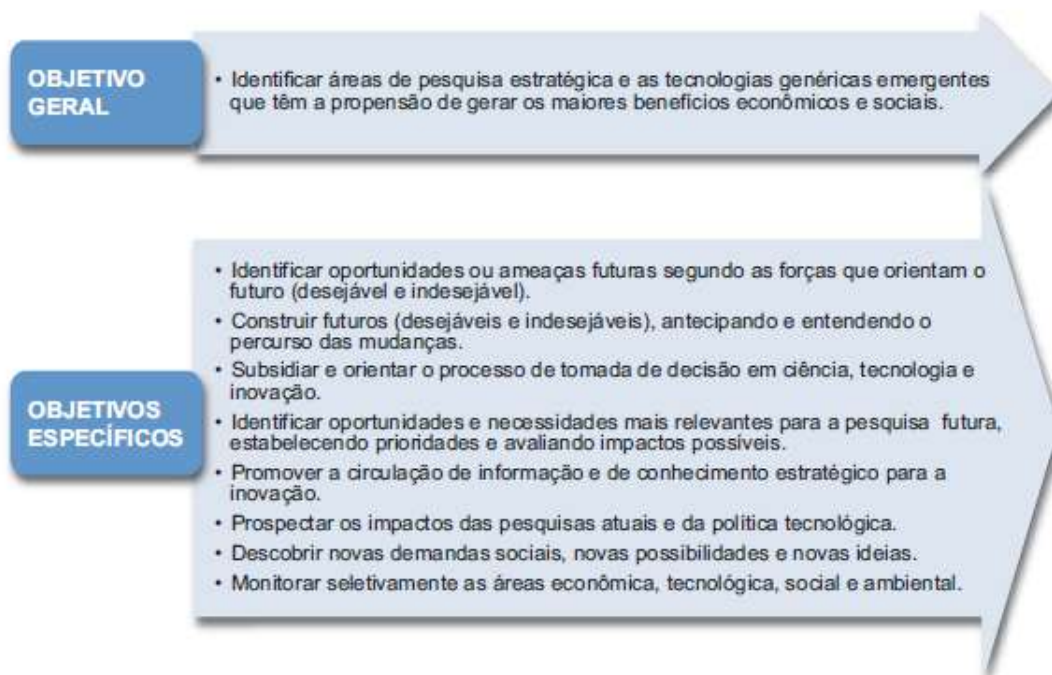 OBJETIVO
GERAL
• Identificar áreas de pesquisa estratégica e as tecnologias genéricas emergentes
que têm a propensão de gerar os maiores benefícios econômicos e sociais.
OBJETIVOS
ESPECÍFICOS
• Identificar oportunidades ou ameaças futuras segundo as forças que orientam o
futuro (desejável e indesejável).
• Construir futuros (desejáveis e indesejáveis), antecipando e entendendo o
percurso das mudanças.
• Subsidiar e orientar o processo de tomada de decisão em ciência, tecnologia e
inovação.
• Identificar oportunidades e necessidades mais relevantes para a pesquisa futura,
estabelecendo prioridades e avaliando impactos possíveis.
• Promover a circulação de informação e de conhecimento estratégico para a
inovação.
• Prospectar os impactos das pesquisas atuais e da política tecnológica.
• Descobrir novas demandas sociais, novas possibilidades e novas ideias.
• Monitorar seletivamente as áreas econômica, tecnológica, social e ambiental.